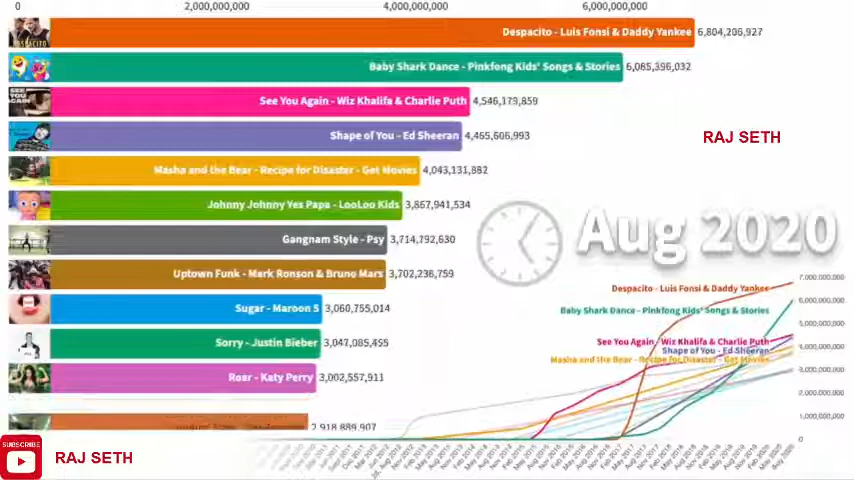 0 2,000,000,000 4,000,000,000 6,000,000,000
Despacito - Luis Fonsi & Daddy Yankee 6,804,206,927
Baby Shark Dance - Pinkfong Kids' Songs & Stories 6,065,396,032
See You Again - Wiz Khalifa & Charlie Puth 4,546,179,859
Shape of You - Ed Sheeran 4,465,606,993
RAJ SETH
Masha and the Bear - Recipe for Disaster - Get Movies 4,043,131,882
Johnny Johnny Yes Papa - LooLoo Kids 3,867,941,534
Gangnam Style - Psy 3,714,792,630
Aug 2020
Uptown Funk - Mark Ronson & Bruno Mars 3,702,236,759
7,000,000,000
Despacito - Luis Fonsi & Daddy Yankee
6,000,000,000
Sugar - Maroon 5 3,060,755,014
Baby Shark Dance - Pinkfong Kids' Songs & Stories
5,000,000,000
Sorry - Justin Bieber 3,047,085,455
See You Again - Wiz Khalifa & Charlie Puth
4,000,000,000
Shape of You - Ed Sheeran
Masha and the Bear - Recipe for Disaster - Get Movies
3,000,000,000
Roar - Katy Perry 3,002,557,911
2,000,000,000
1,000,000,000
2,918,889,907
0
SUBSCRIBE
RAJ SETH